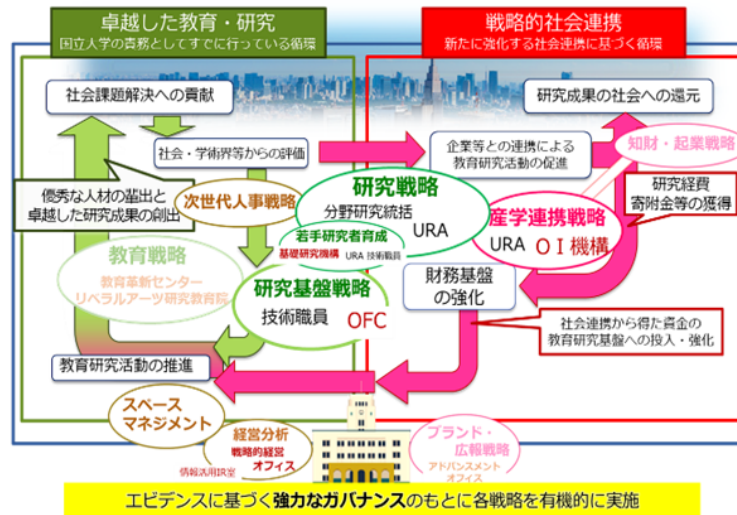 卓越した教育・研究
国立大学の責務としてすでに行っている循環
戦略的社会連携
新たに強化する社会連携に基づく循環
社会課題解決への貢献
社会・学術界等からの評価
優秀な人材の輩出と
卓越した研究成果の創出
次世代人事戦略
教育戦略
教育革新センター
リベラルアーツ研究教育院
教育研究活動の推進
研究戦略
分野研究統括
URA
若手研究者育成
基礎研究機構 URA 技術職員
研究基盤戦略
技術職員 OFC
研究成果の社会への還元
企業等との連携による
教育研究活動の促進
知財・起業戦略
研究経費
寄附金等の獲得
産学連携戦略
URA OI機構
財務基盤
の強化
社会連携から得た資金の
教育研究基盤への投入・強化
スペース
マネジメント
経営分析
戦略的経営
オフィス
情報活用IR室
ブランド・
広報戦略
アドバンスメント
オフィス
エビデンスに基づく強力なガバナンスのもとに各戦略を有機的に実施